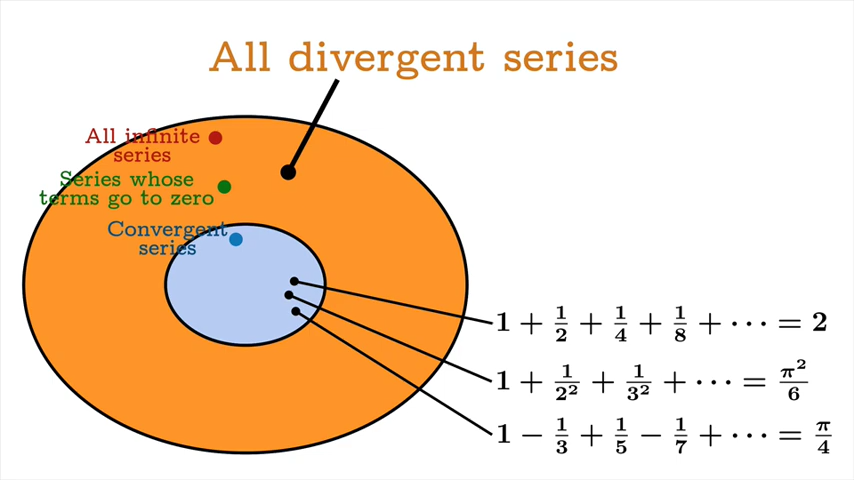 All divergent series
All infinite
series
Series whose
terms go to zero
Convergent
series
1 + 1/2 + 1/4 + 1/8 + ⋯ = 2
1 + 1/2² + 1/3² + ⋯ = π²/6
1 − 1/3 + 1/5 − 1/7 + ⋯ = π/4